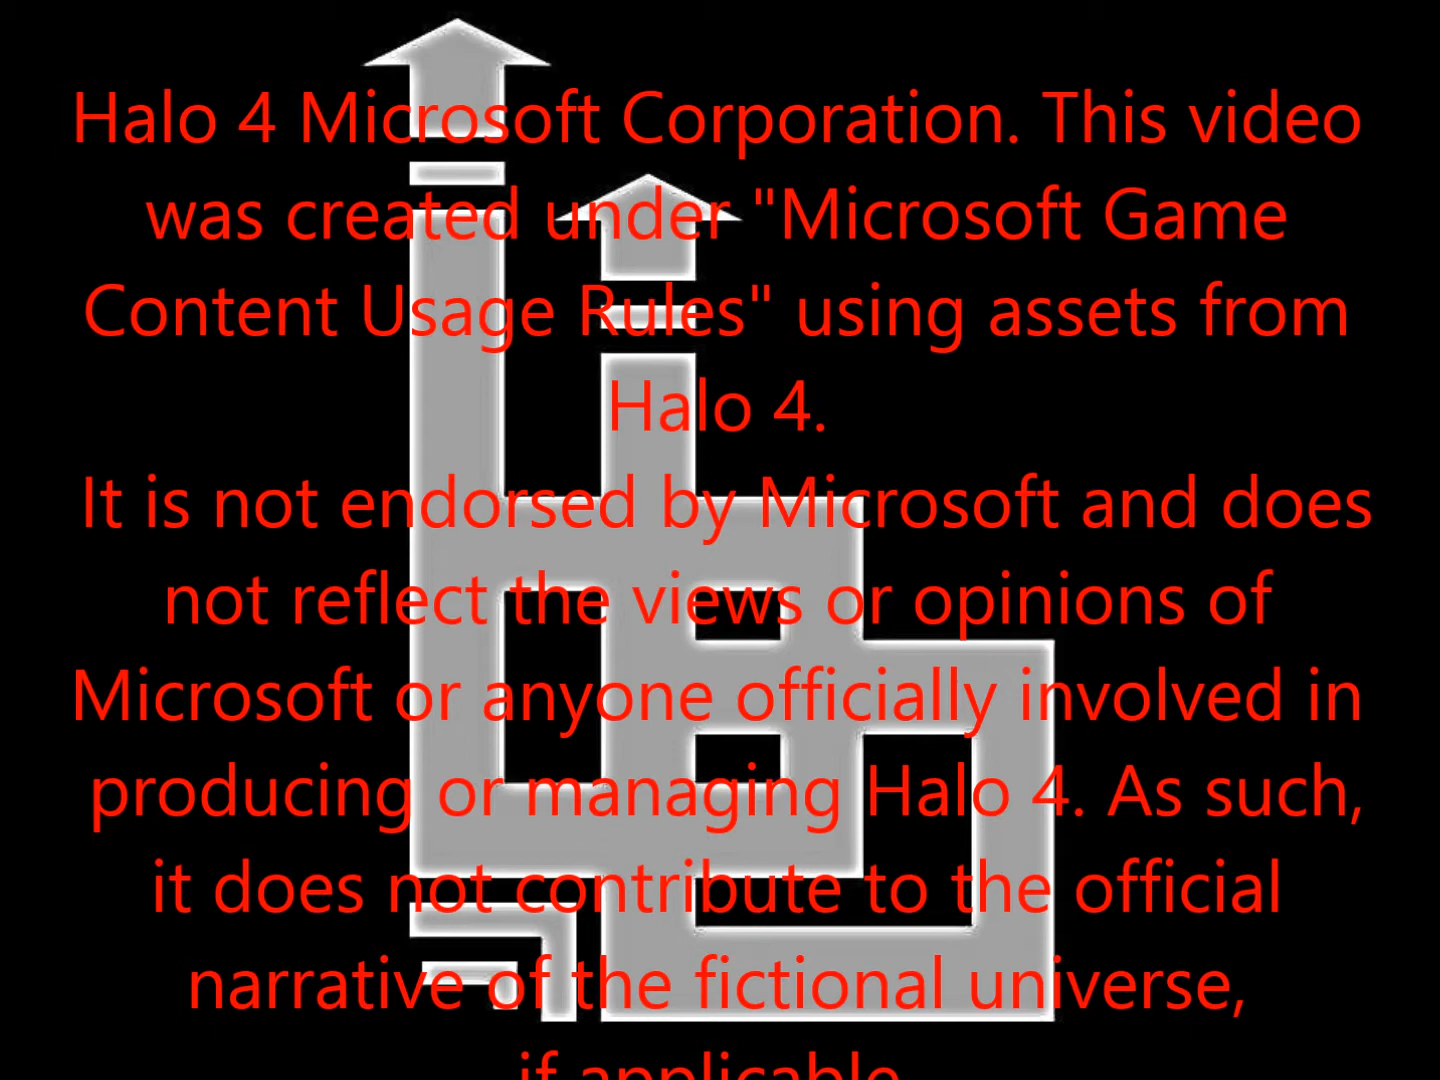 Halo 4 Microsoft Corporation. This video
was created under "Microsoft Game
Content Usage Rules" using assets from
Halo 4.
It is not endorsed by Microsoft and does
not reflect the views or opinions of
Microsoft or anyone officially involved in
producing or managing Halo 4. As such,
it does not contribute to the official
narrative of the fictional universe,
if applicable